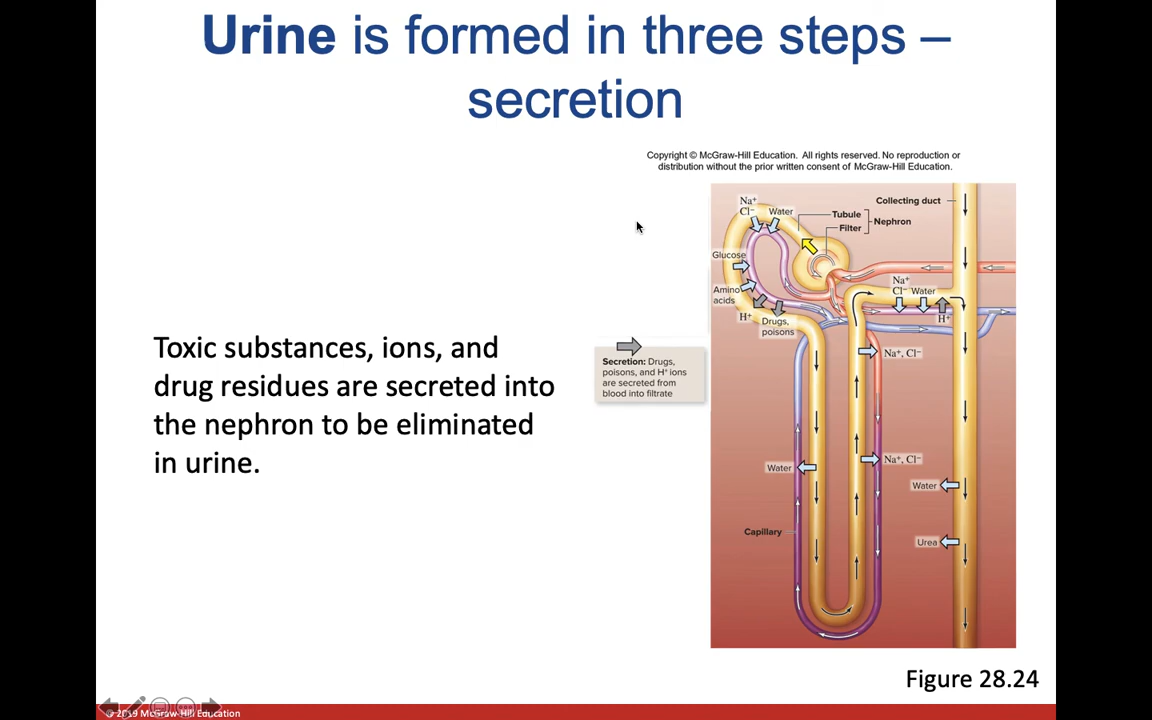 Urine is formed in three steps –
secretion
Copyright © McGraw-Hill Education. All rights reserved. No reproduction or
distribution without the prior written consent of McGraw-Hill Education.
Toxic substances, ions, and
drug residues are secreted into
the nephron to be eliminated
in urine.
Secretion: Drugs,
poisons, and H⁺ ions
are secreted from
blood into filtrate
Na⁺
Cl⁻
Water
Tubule
Filter
Nephron
Collecting duct
Glucose
Amino
acids
H⁺
Drugs,
poisons
Na⁺
Cl⁻ Water
H⁺
Na⁺, Cl⁻
Na⁺, Cl⁻
Water
Water
Capillary
Urea
Figure 28.24
© 2019 McGraw-Hill Education